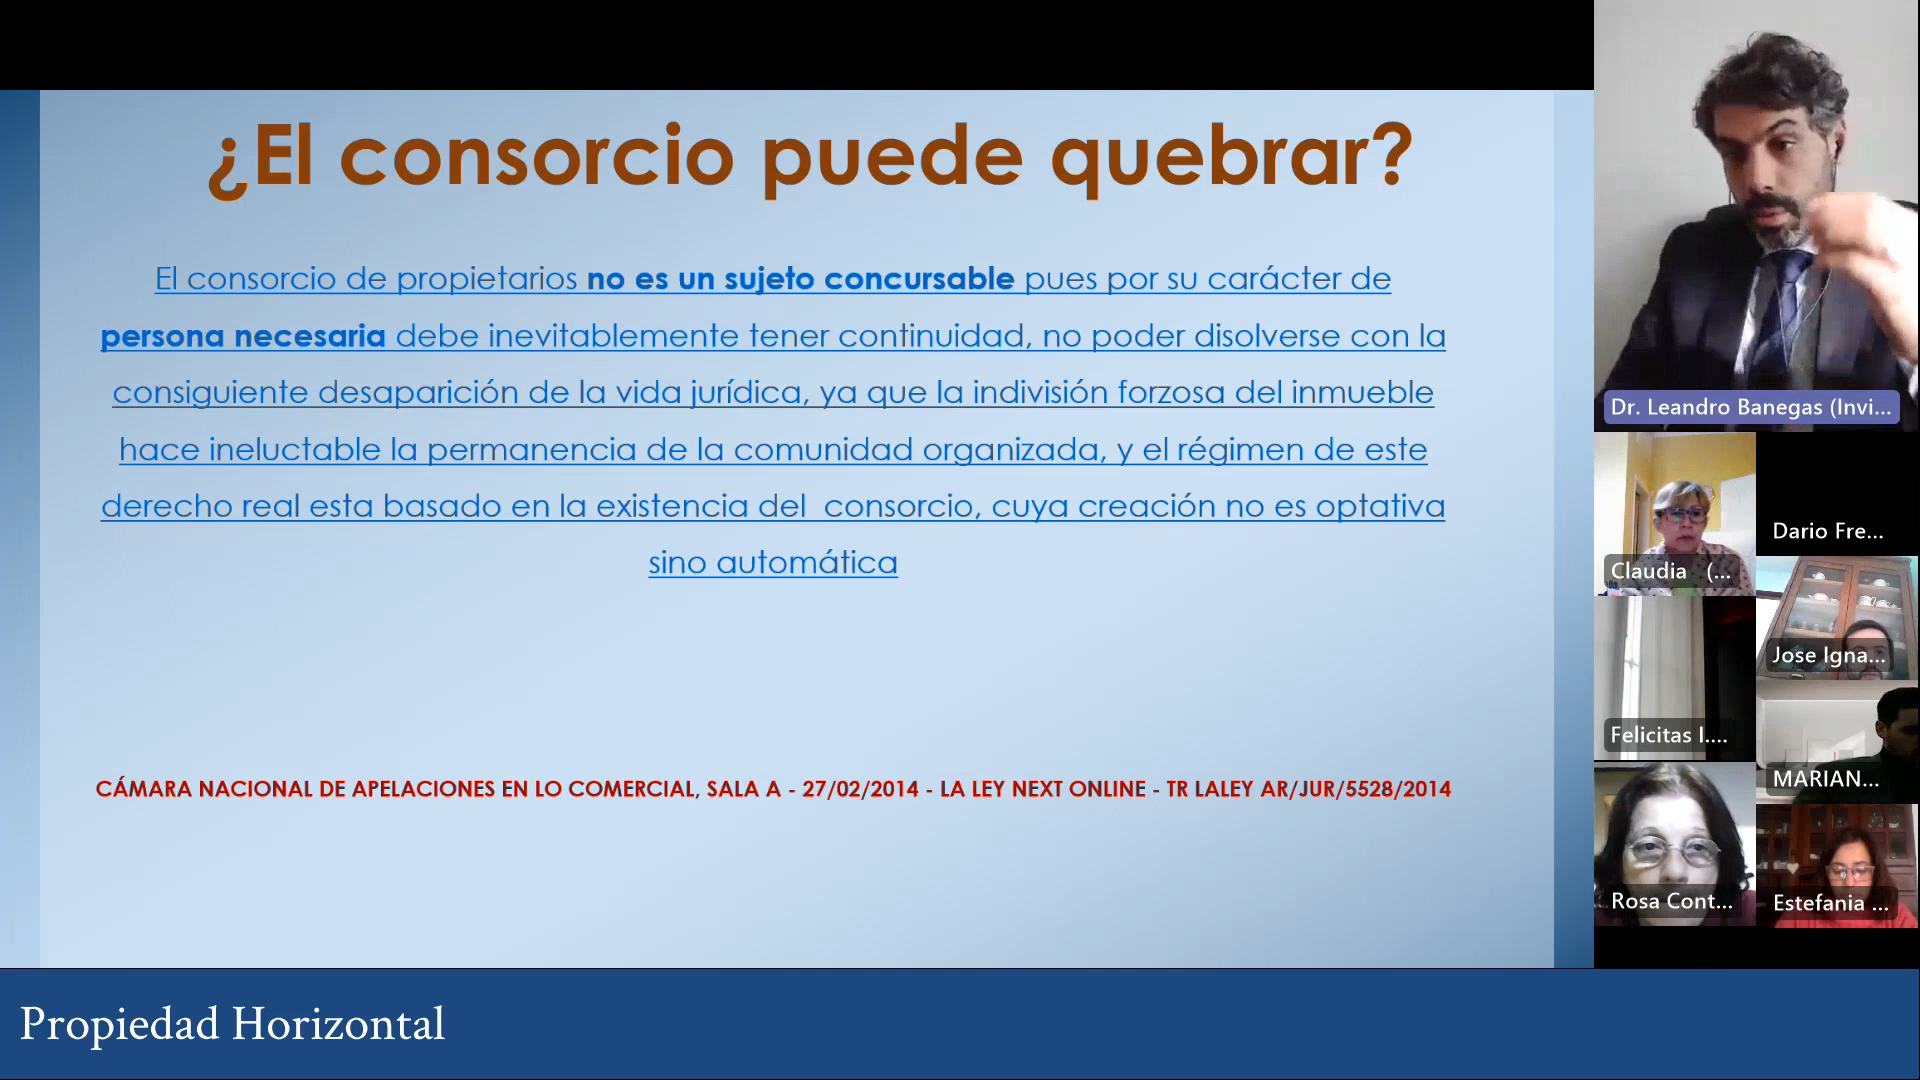 ¿El consorcio puede quebrar?
El consorcio de propietarios no es un sujeto concursable pues por su carácter de
persona necesaria debe inevitablemente tener continuidad, no poder disolverse con la
consiguiente desaparición de la vida jurídica, ya que la indivisión forzosa del inmueble
hace ineluctable la permanencia de la comunidad organizada, y el régimen de este
derecho real esta basado en la existencia del consorcio, cuya creación no es optativa
sino automática
CÁMARA NACIONAL DE APELACIONES EN LO COMERCIAL, SALA A - 27/02/2014 - LA LEY NEXT ONLINE - TR LALEY AR/JUR/5528/2014
Dr. Leandro Banegas (Invi...
Claudia (...
Dario Fre...
Jose Igna...
Felicitas I....
MARIAN...
Rosa Cont...
Estefania ...
Propiedad Horizontal